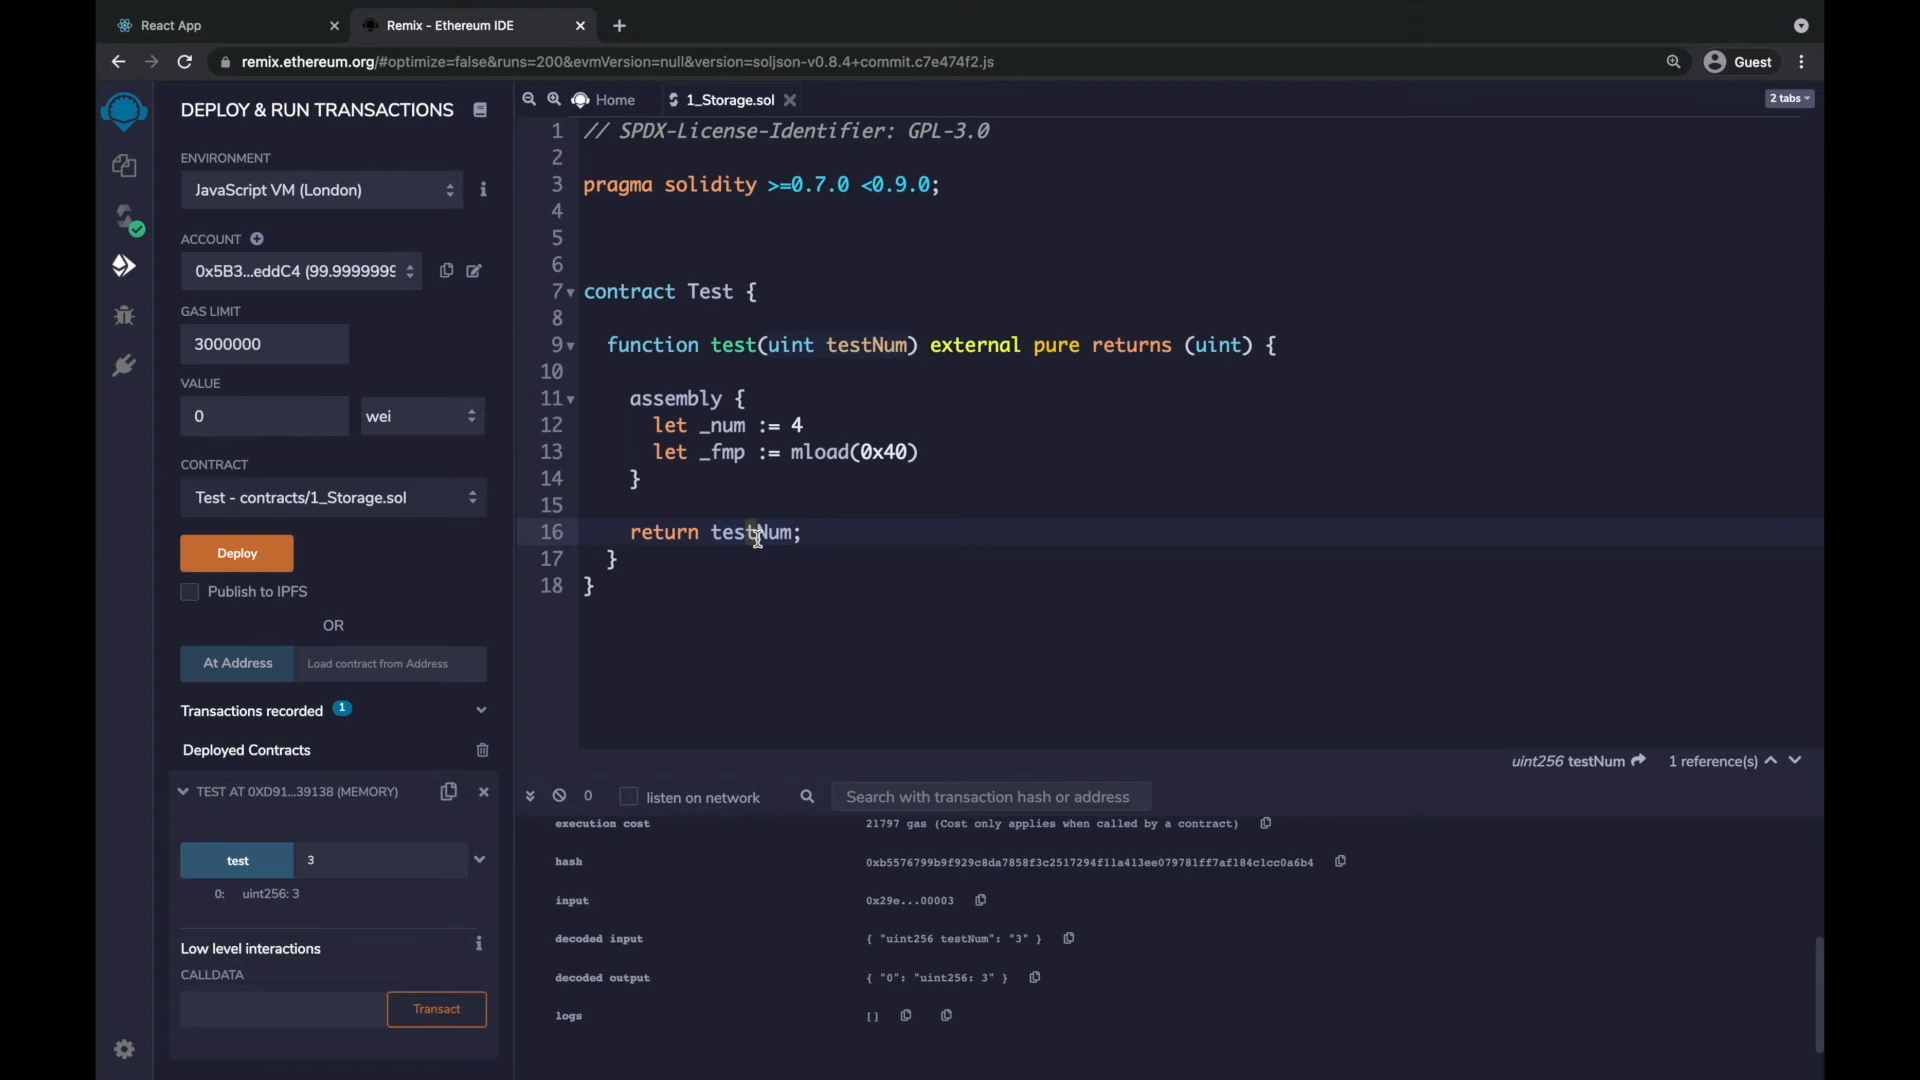 React App
Remix - Ethereum IDE
remix.ethereum.org/#optimize=false&runs=200&evmVersion=null&version=soljson-v0.8.4+commit.c7e474f2.js
Guest
DEPLOY & RUN TRANSACTIONS
ENVIRONMENT
JavaScript VM (London)
ACCOUNT
0x5B3...eddC4 (99.9999999
GAS LIMIT
3000000
VALUE
0
wei
CONTRACT
Test - contracts/1_Storage.sol
Deploy
Publish to IPFS
OR
At Address
Load contract from Address
Transactions recorded 1
Deployed Contracts
TEST AT 0XD91...39138 (MEMORY)
test
3
0: uint256: 3
Low level interactions
CALLDATA
Transact
Home
1_Storage.sol
2 tabs
1 // SPDX-License-Identifier: GPL-3.0
2
3 pragma solidity >=0.7.0 <0.9.0;
4
5
6
7 contract Test {
8
9 function test(uint testNum) external pure returns (uint) {
10
11 assembly {
12 let _num := 4
13 let _fmp := mload(0x40)
14 }
15
16 return testNum;
17 }
18 }
uint256 testNum
1 reference(s)
0
listen on network
Search with transaction hash or address
execution cost 21797 gas (Cost only applies when called by a contract)
hash 0xb5576799b9f929c8da7858f3c2517294f11a413ee079781ff7af184c1cc0a6b4
input 0x29e...00003
decoded input { "uint256 testNum": "3" }
decoded output { "0": "uint256: 3" }
logs []